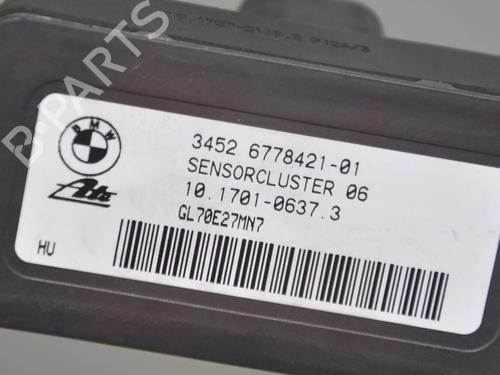 B-PARTS
BMW
3452 6778421-01
SENSORCLUSTER 06
Ate
10.1701-0637.3
GL70E27MN7
HU